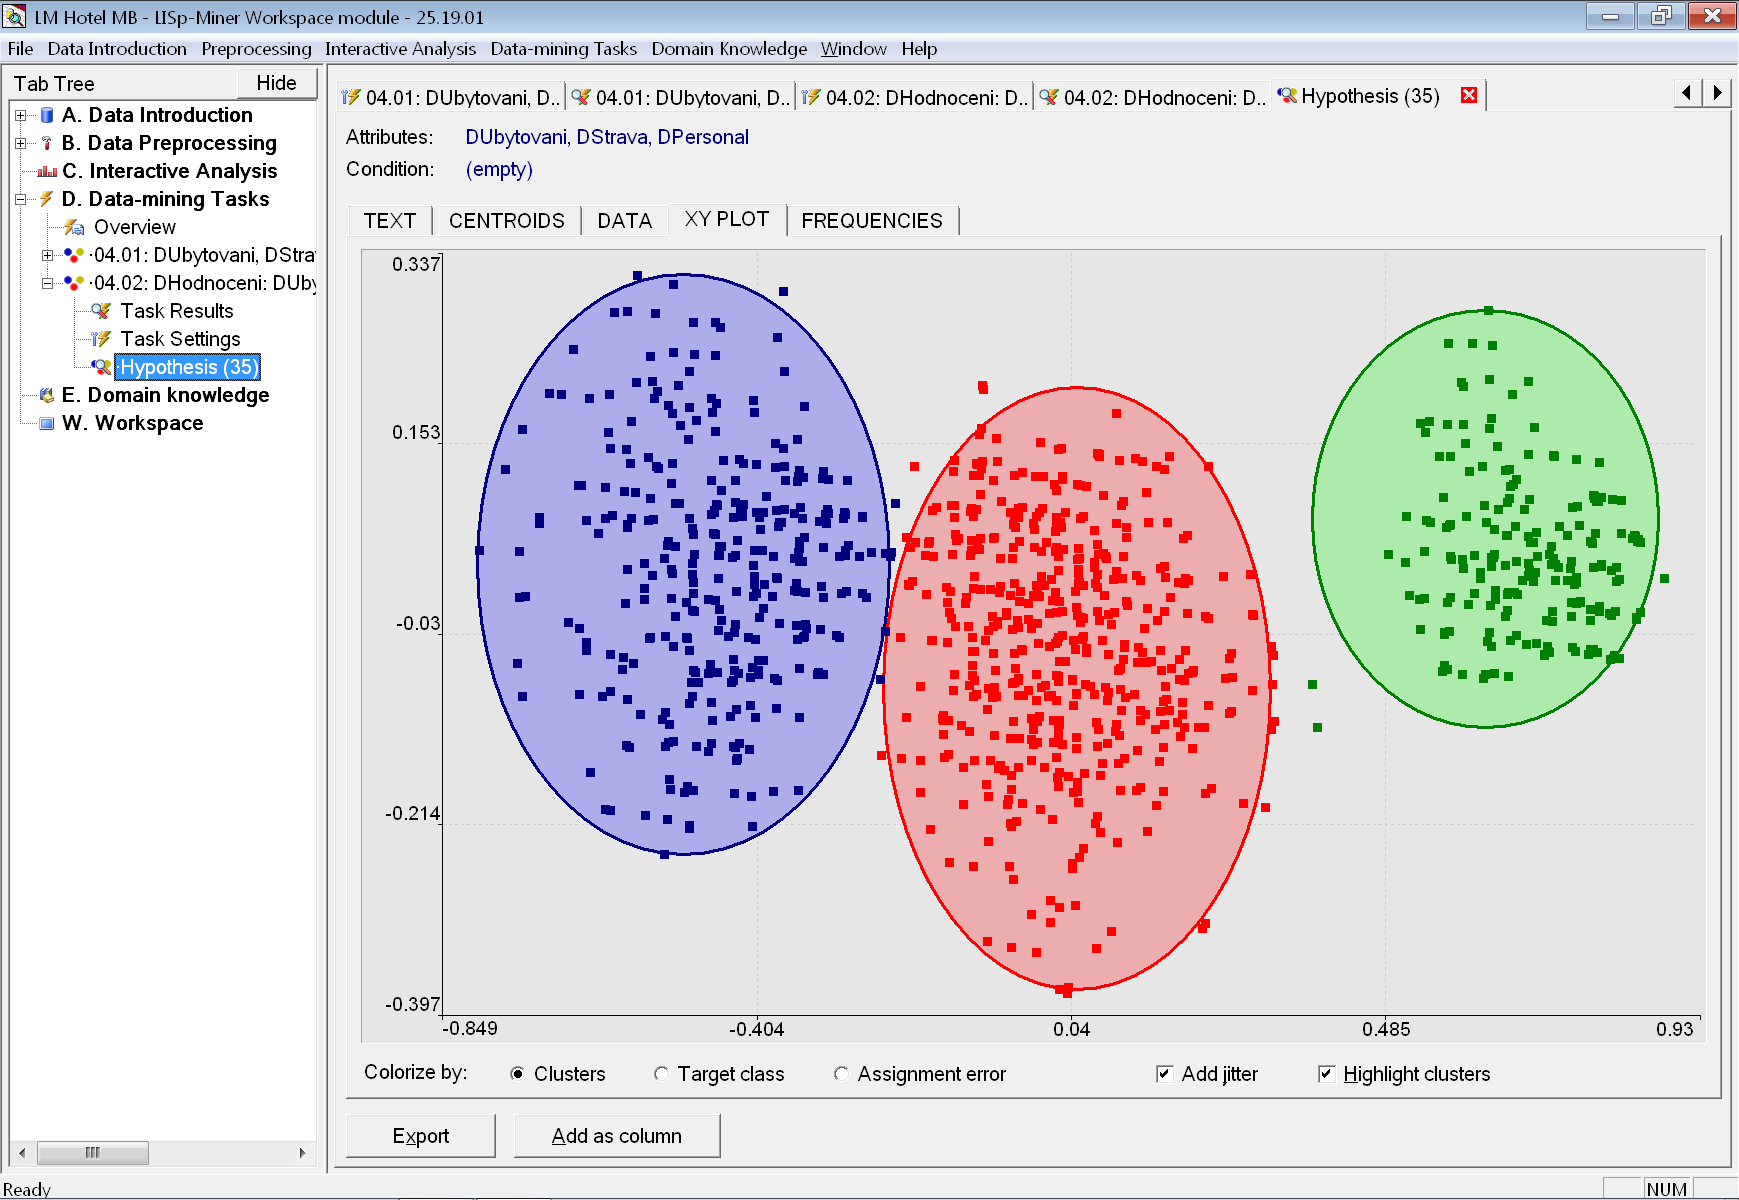 LM Hotel MB - LISp-Miner Workspace module - 25.19.01
File Data Introduction Preprocessing Interactive Analysis Data-mining Tasks Domain Knowledge Window Help
Tab Tree Hide
A. Data Introduction
B. Data Preprocessing
C. Interactive Analysis
D. Data-mining Tasks
Overview
·04.01: DUbytovani, DStra
·04.02: DHodnoceni: DUby
Task Results
Task Settings
Hypothesis (35)
E. Domain knowledge
W. Workspace
04.01: DUbytovani, D.. 04.01: DUbytovani, D.. 04.02: DHodnoceni: D.. 04.02: DHodnoceni: D.. Hypothesis (35)
Attributes: DUbytovani, DStrava, DPersonal
Condition: (empty)
TEXT CENTROIDS DATA XY PLOT FREQUENCIES
0.337
0.153
-0.03
-0.214
-0.397
-0.849 -0.404 0.04 0.485 0.93
Colorize by: Clusters Target class Assignment error Add jitter Highlight clusters
Export Add as column
Ready NUM